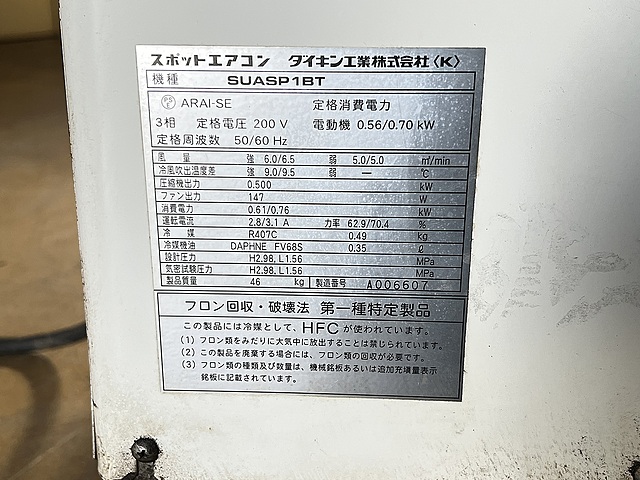 スポットエアコン ダイキン工業株式会社〈K〉
機種 SUASP1BT
PSE ARAI-SE 定格消費電力
3相 定格電圧 200 V 電動機 0.56/0.70 kW
定格周波数 50/60 Hz
風量 強 6.0/6.5 弱 5.0/5.0 m³/min
冷風吹出温度差 強 9.0/9.5 弱 — ℃
圧縮機出力 0.500 kW
ファン出力 147 W
消費電力 0.61/0.76 kW
運転電流 2.8/3.1 A 力率 62.9/70.4 %
冷媒 R407C 0.49 Kg
冷媒機油 DAPHNE FV68S 0.35 ℓ
設計圧力 H2.98, L1.56 MPa
気密試験圧力 H2.98, L1.56 MPa
製品質量 46 kg 製造番号 A006607
フロン回収・破壊法 第一種特定製品
この製品には冷媒として、HFCが使われています。
(1) フロン類をみだりに大気中に放出することは禁じられています。
(2) この製品を廃棄する場合には、フロン類の回収が必要です。
(3) フロン類の種類及び数量は、機械銘板あるいは追加充填量表示
銘板に記載されています。